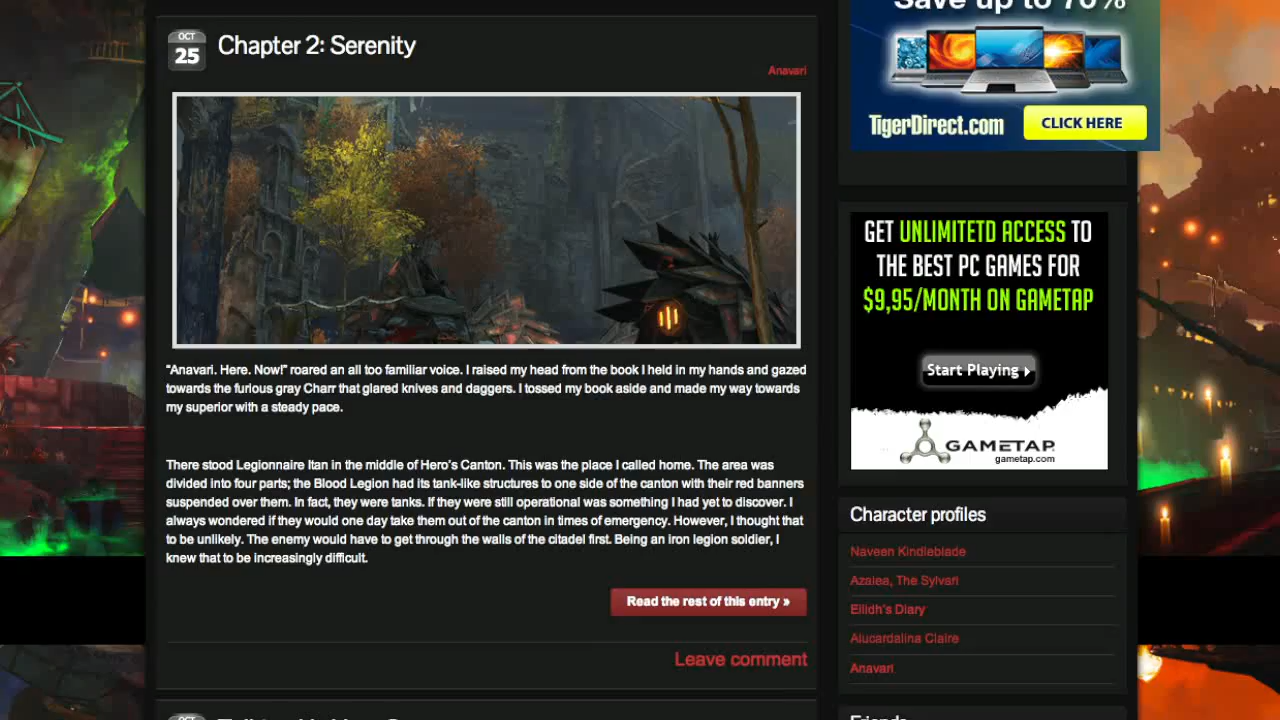 Save up to 70%
OCT
25
Chapter 2: Serenity
Anavari
TigerDirect.com
CLICK HERE
GET UNLIMITETD ACCESS TO
THE BEST PC GAMES FOR
$9,95/MONTH ON GAMETAP
Start Playing
GAMETAP
gametap.com
“Anavari. Here. Now!” roared an all too familiar voice. I raised my head from the book I held in my hands and gazed
towards the furious gray Charr that glared knives and daggers. I tossed my book aside and made my way towards
my superior with a steady pace.
There stood Legionnaire Itan in the middle of Hero’s Canton. This was the place I called home. The area was
divided into four parts; the Blood Legion had its tank-like structures to one side of the canton with their red banners
suspended over them. In fact, they were tanks. If they were still operational was something I had yet to discover. I
always wondered if they would one day take them out of the canton in times of emergency. However, I thought that
to be unlikely. The enemy would have to get through the walls of the citadel first. Being an iron legion soldier, I
knew that to be increasingly difficult.
Read the rest of this entry »
Leave comment
Character profiles
Naveen Kindleblade
Azalea, The Sylvari
Eilidh’s Diary
Alucardalina Claire
Anavari
OCT
Friends